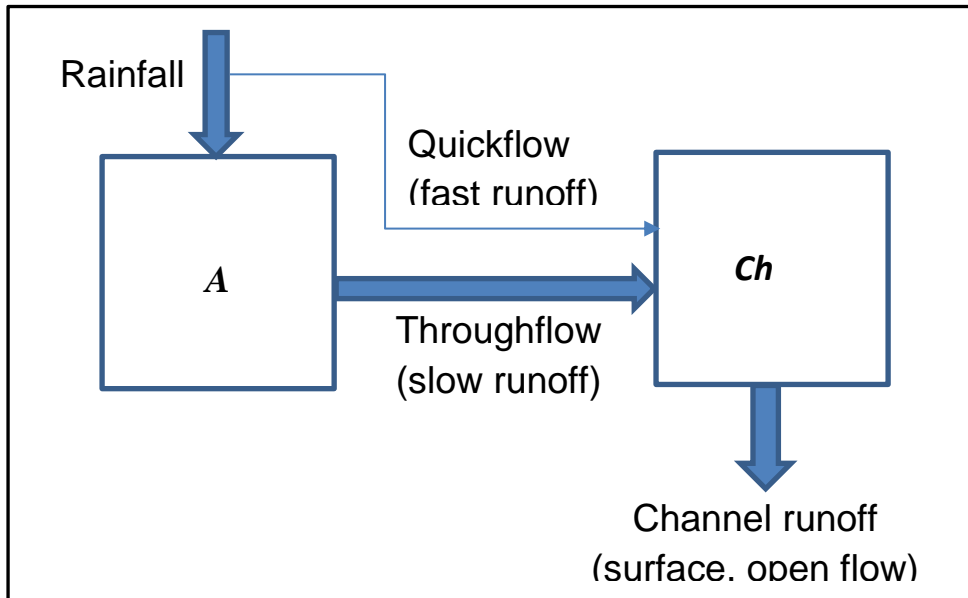 Rainfall
Quickflow
(fast runoff)
A
Ch
Throughflow
(slow runoff)
Channel runoff
(surface, open flow)